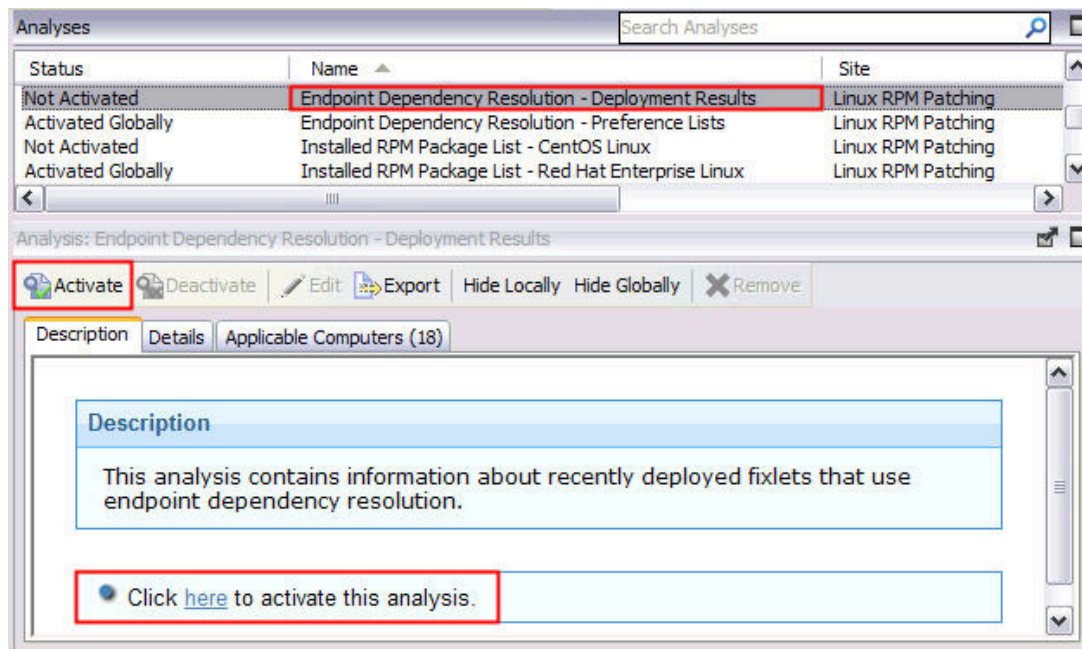 Analyses Search Analyses
Status Name Site
Not Activated Endpoint Dependency Resolution - Deployment Results Linux RPM Patching
Activated Globally Endpoint Dependency Resolution - Preference Lists Linux RPM Patching
Not Activated Installed RPM Package List - CentOS Linux Linux RPM Patching
Activated Globally Installed RPM Package List - Red Hat Enterprise Linux Linux RPM Patching
Analysis: Endpoint Dependency Resolution - Deployment Results
Activate Deactivate Edit Export Hide Locally Hide Globally Remove
Description Details Applicable Computers (18)
Description
This analysis contains information about recently deployed fixlets that use
endpoint dependency resolution.
Click here to activate this analysis.